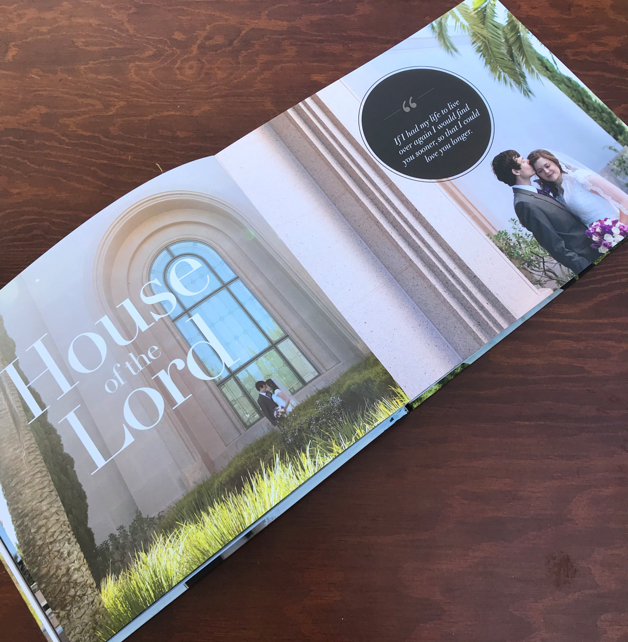 House
of the
Lord
“
If I had my life to live
over again I would find
you sooner, so that I could
love you longer.